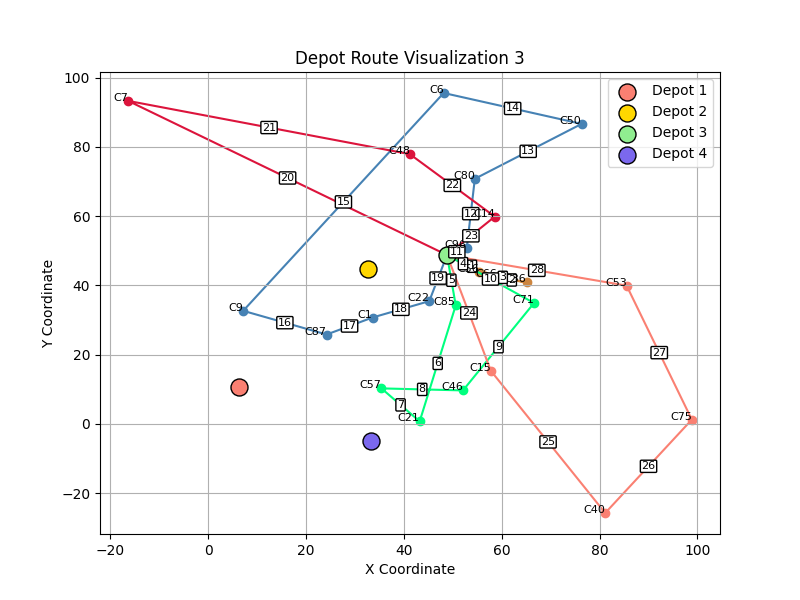 Depot Route Visualization 3
Depot 1
Depot 2
Depot 3
Depot 4
Y Coordinate
100
80
60
40
20
0
−20
−20
0
20
40
60
80
100
X Coordinate
C7
C6
C50
C48
C80
C14
C9
C87
C1
C22
C85
C71
C53
C57
C46
C21
C15
C75
C40
21
14
13
20
22
15
12
23
11
28
19
5
10
3
2
24
16
17
18
9
27
6
8
7
25
26